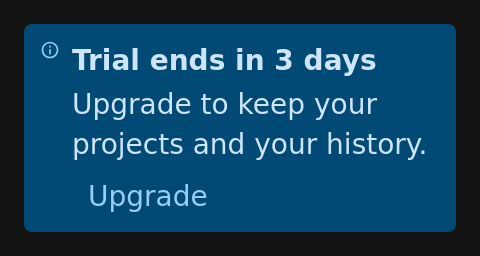 Trial ends in 3 days
Upgrade to keep your
projects and your history.
Upgrade